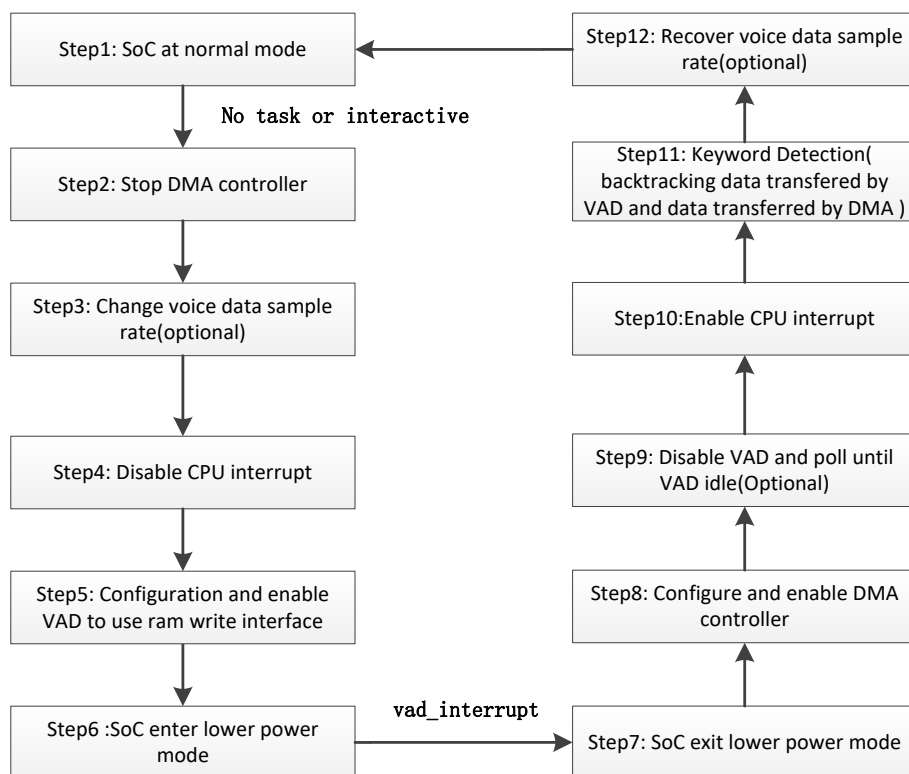 Step1: SoC at normal mode
No task or interactive
Step2: Stop DMA controller
Step3: Change voice data sample
rate(optional)
Step4: Disable CPU interrupt
Step5: Configuration and enable
VAD to use ram write interface
Step6 :SoC enter lower power
mode
vad_interrupt
Step7: SoC exit lower power mode
Step8: Configure and enable DMA
controller
Step9: Disable VAD and poll until
VAD idle(Optional)
Step10:Enable CPU interrupt
Step11: Keyword Detection(
backtracking data transfered by
VAD and data transferred by DMA )
Step12: Recover voice data sample
rate(optional)